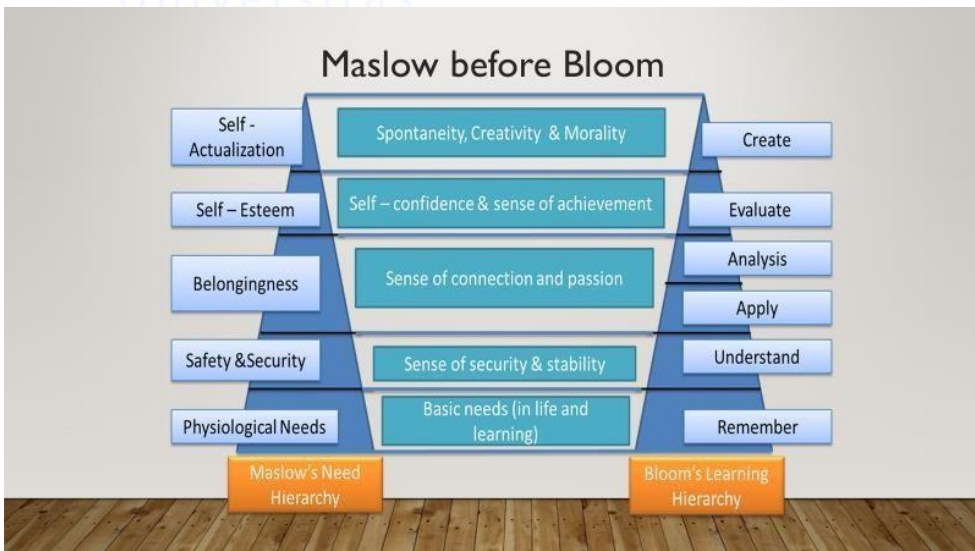 Universitas
Maslow before Bloom
Self -
Actualization
Spontaneity, Creativity & Morality
Create
Self – Esteem
Self – confidence & sense of achievement
Evaluate
Belongingness
Sense of connection and passion
Analysis
Apply
Safety &Security
Sense of security & stability
Understand
Physiological Needs
Basic needs (in life and
learning)
Remember
Maslow's Need
Hierarchy
Bloom's Learning
Hierarchy